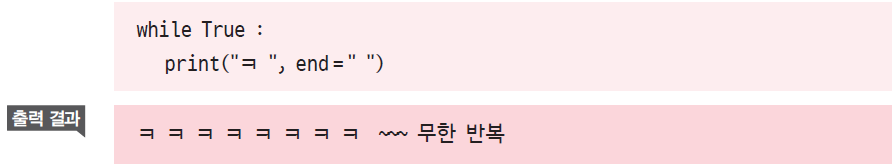 while True :
print("ㅋ ", end=" ")
출력 결과
ㅋ ㅋ ㅋ ㅋ ㅋ ㅋ ㅋ ㅋ ~~~ 무한 반복